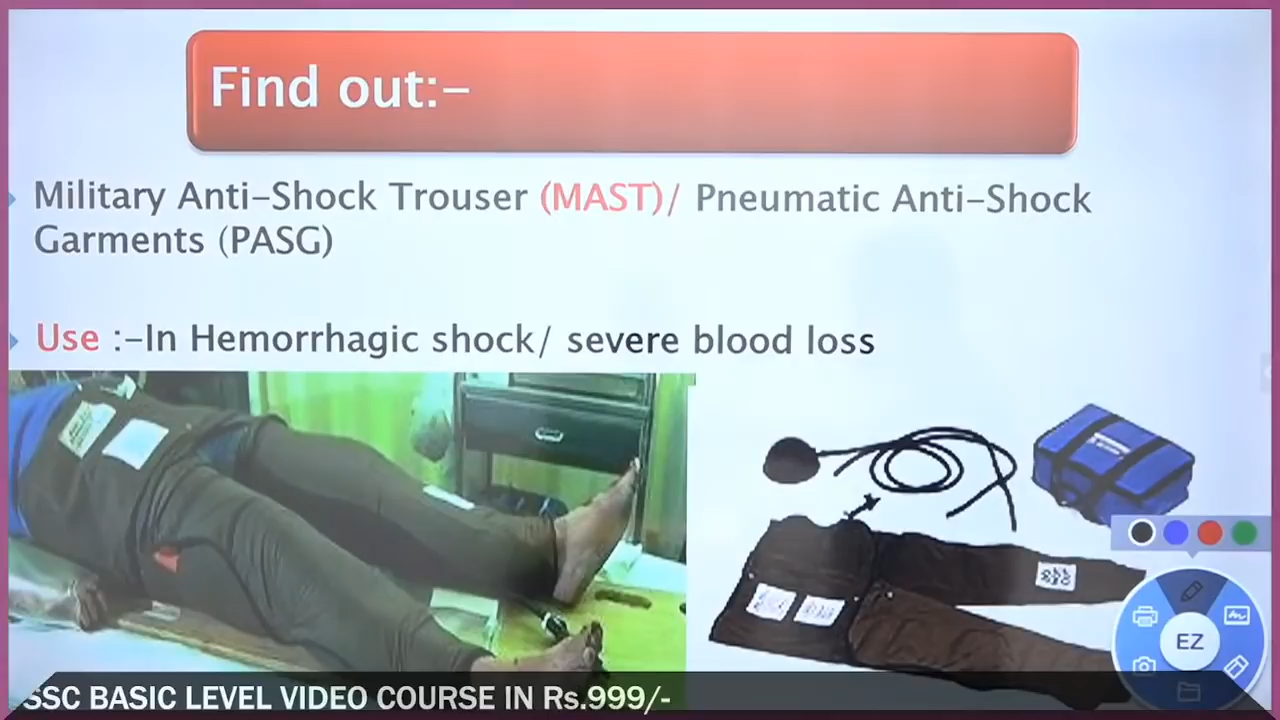 Find out:-
Military Anti-Shock Trouser (MAST)/ Pneumatic Anti-Shock
Garments (PASG)
Use :-In Hemorrhagic shock/ severe blood loss
EZ
SSC BASIC LEVEL VIDEO COURSE IN Rs.999/-